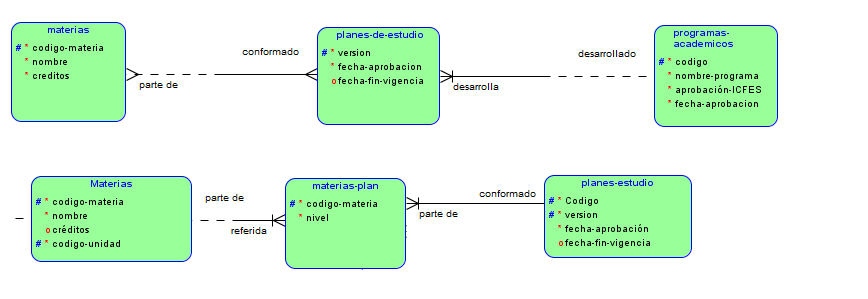 materias
# * codigo-materia
* nombre
* creditos
parte de
conformado
planes-de-estudio
# * version
* fecha-aprobacion
o fecha-fin-vigencia
desarrolla
desarrollado
programas-
academicos
# * codigo
* nombre-programa
* aprobación-ICFES
* fecha-aprobacion
Materias
# * codigo-materia
* nombre
o créditos
# * codigo-unidad
parte de
referida
materias-plan
# * codigo-materia
* nivel
parte de
conformado
planes-estudio
# * Codigo
# * version
* fecha-aprobación
o fecha-fin-vigencia